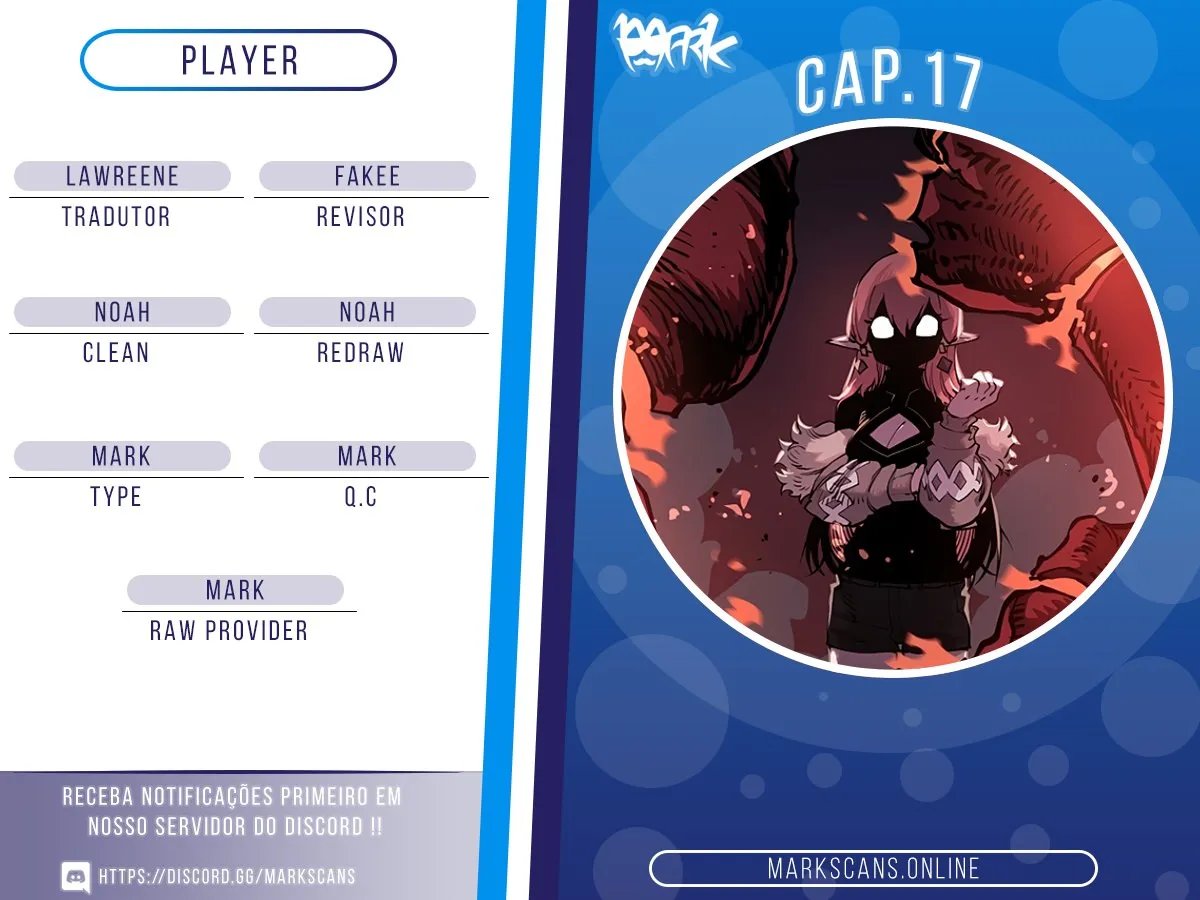 PLAYER
LAWREENE
TRADUTOR
FAKEE
REVISOR
NOAH
CLEAN
NOAH
REDRAW
MARK
TYPE
MARK
Q.C
MARK
RAW PROVIDER
RECEBA NOTIFICAÇÕES PRIMEIRO EM
NOSSO SERVIDOR DO DISCORD !!
HTTPS://DISCORD.GG/MARKSCANS
MARK
CAP.17
MARKSCANS.ONLINE